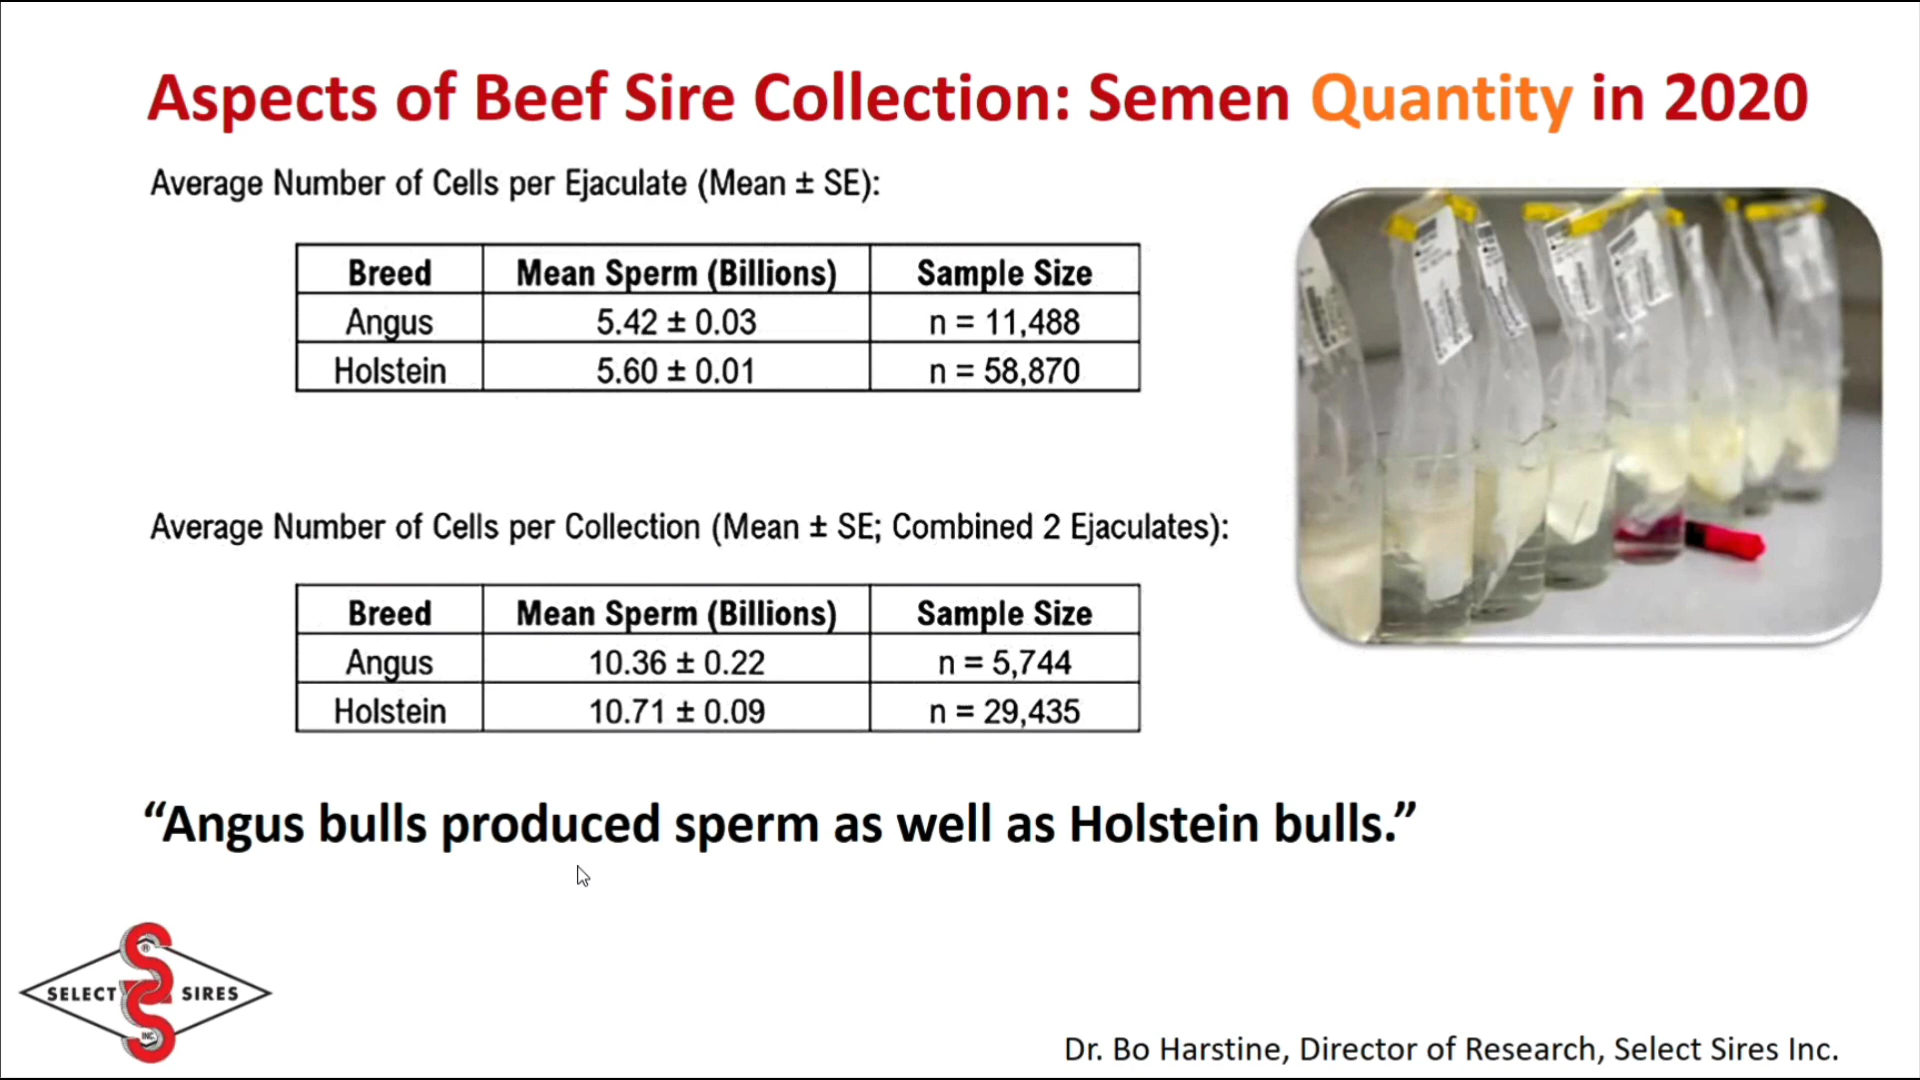 Aspects of Beef Sire Collection: Semen Quantity in 2020
Average Number of Cells per Ejaculate (Mean ± SE):
Breed Mean Sperm (Billions) Sample Size
Angus 5.42 ± 0.03 n = 11,488
Holstein 5.60 ± 0.01 n = 58,870
Average Number of Cells per Collection (Mean ± SE; Combined 2 Ejaculates):
Breed Mean Sperm (Billions) Sample Size
Angus 10.36 ± 0.22 n = 5,744
Holstein 10.71 ± 0.09 n = 29,435
“Angus bulls produced sperm as well as Holstein bulls.”
®
SELECT SIRES
INC.
Dr. Bo Harstine, Director of Research, Select Sires Inc.